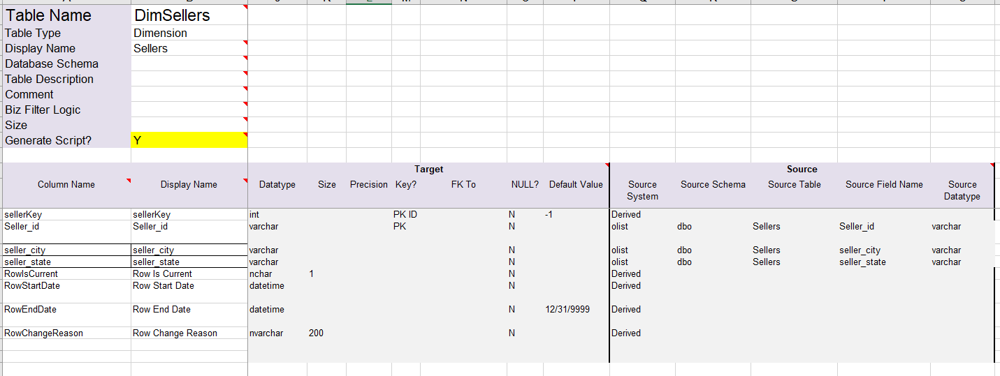 Table Name DimSellers
Table Type Dimension
Display Name Sellers
Database Schema
Table Description
Comment
Biz Filter Logic
Size
Generate Script? Y
Target Source
Column Name Display Name Datatype Size Precision Key? FK To NULL? Default Value Source System Source Schema Source Table Source Field Name Source Datatype
sellerKey sellerKey int PK ID N -1 Derived
Seller_id Seller_id varchar PK N olist dbo Sellers Seller_id varchar
seller_city seller_city varchar N olist dbo Sellers seller_city varchar
seller_state seller_state varchar N olist dbo Sellers seller_state varchar
RowIsCurrent Row Is Current nchar 1 N Derived
RowStartDate Row Start Date datetime N Derived
RowEndDate Row End Date datetime N 12/31/9999 Derived
RowChangeReason Row Change Reason nvarchar 200 N Derived